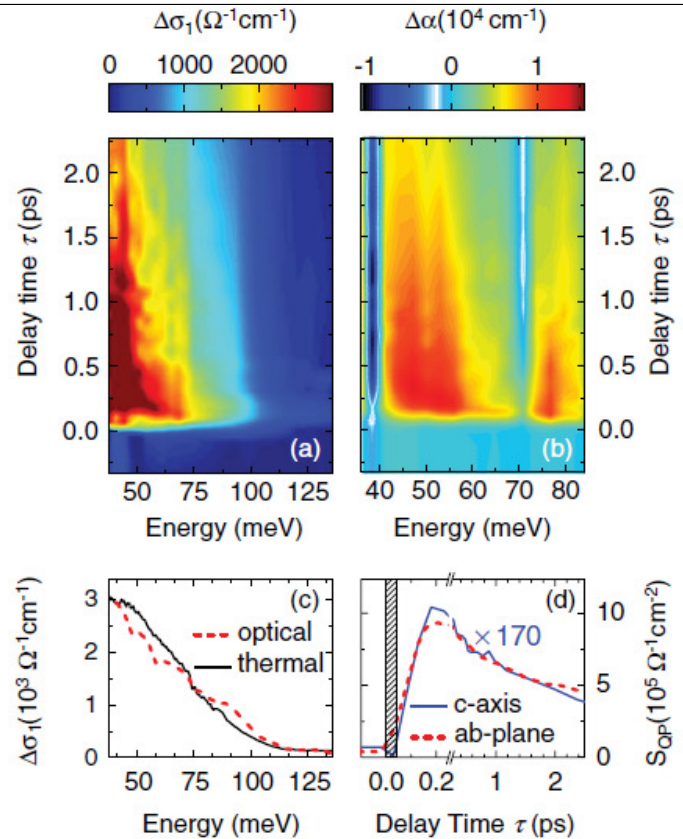 Δσ₁(Ω⁻¹cm⁻¹) Δα(10⁴ cm⁻¹)
0 1000 2000 -1 0 1
Delay time τ (ps)
2.0
1.5
1.0
0.5
0.0
(a)
50 75 100 125
Energy (meV)
(b)
40 50 60 70 80
Energy (meV)
2.0
1.5
1.0
0.5
0.0
Delay time τ (ps)
Δσ₁(10³ Ω⁻¹cm⁻¹)
3
2
1
0
(c)
optical
thermal
50 75 100 125
Energy (meV)
(d)
×170
c-axis
ab-plane
0.0 0.2 1 2
Delay Time τ (ps)
10
5
0
S_QP(10⁵ Ω⁻¹cm⁻²)